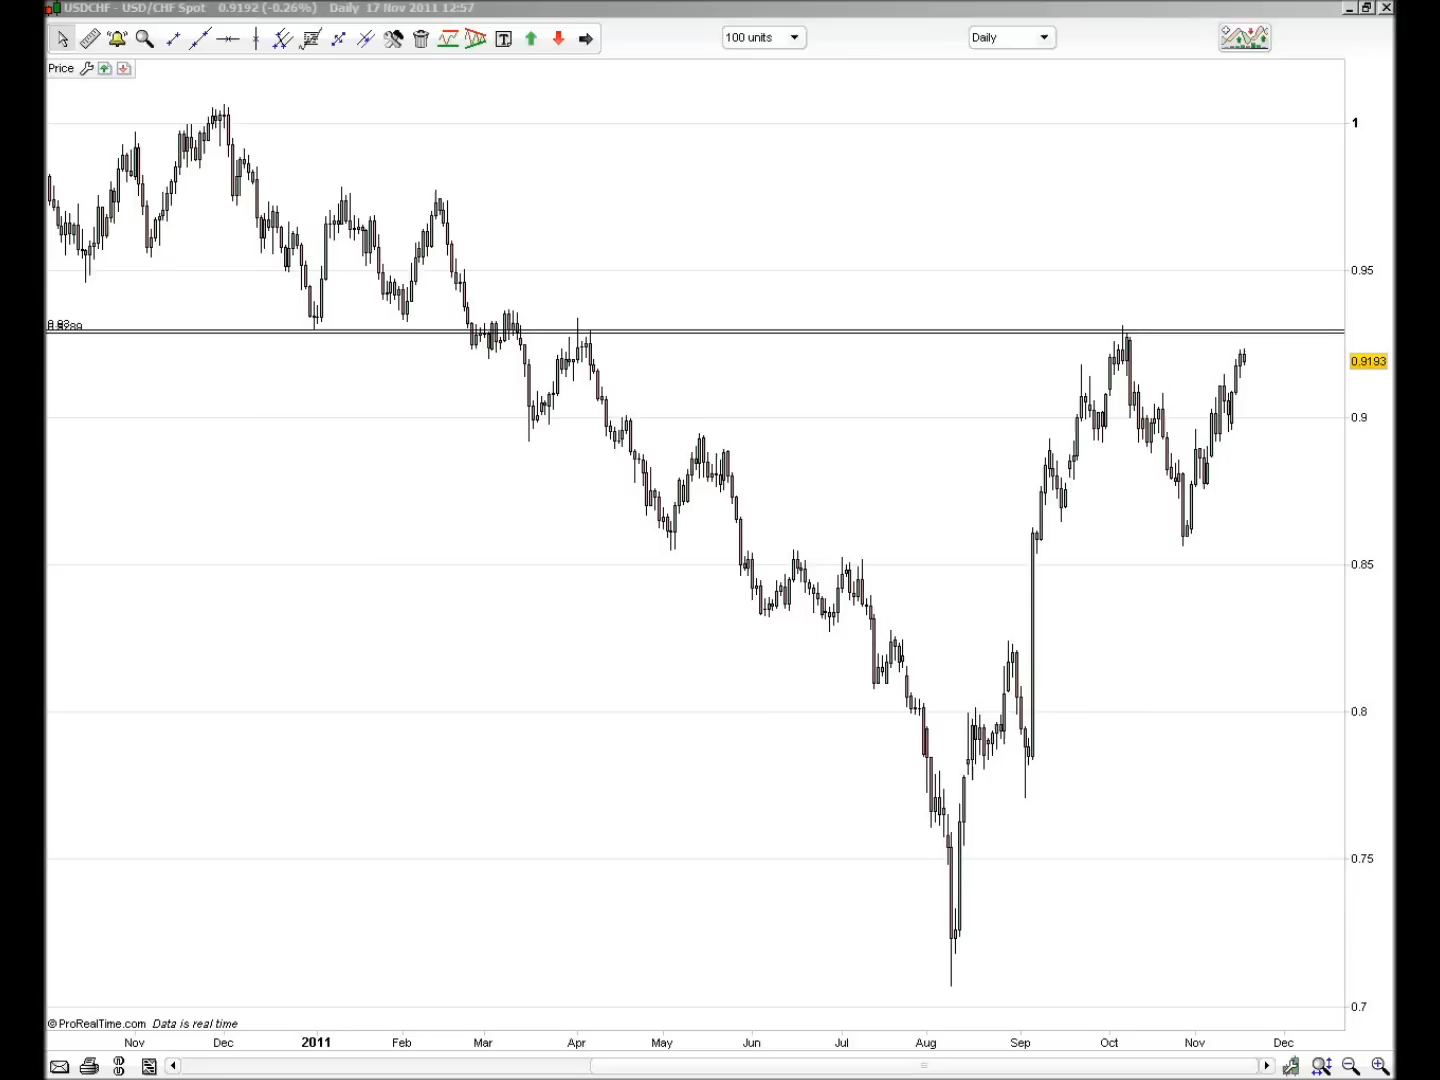 USDCHF - USD/CHF Spot 0.9192 (-0.26%) Daily 17 Nov 2011 12:57
100 units
Daily
Price
1
0.95
0.9193
0.9
0.85
0.8
0.75
0.7
© ProRealTime.com Data is real time
Nov Dec 2011 Feb Mar Apr May Jun Jul Aug Sep Oct Nov Dec